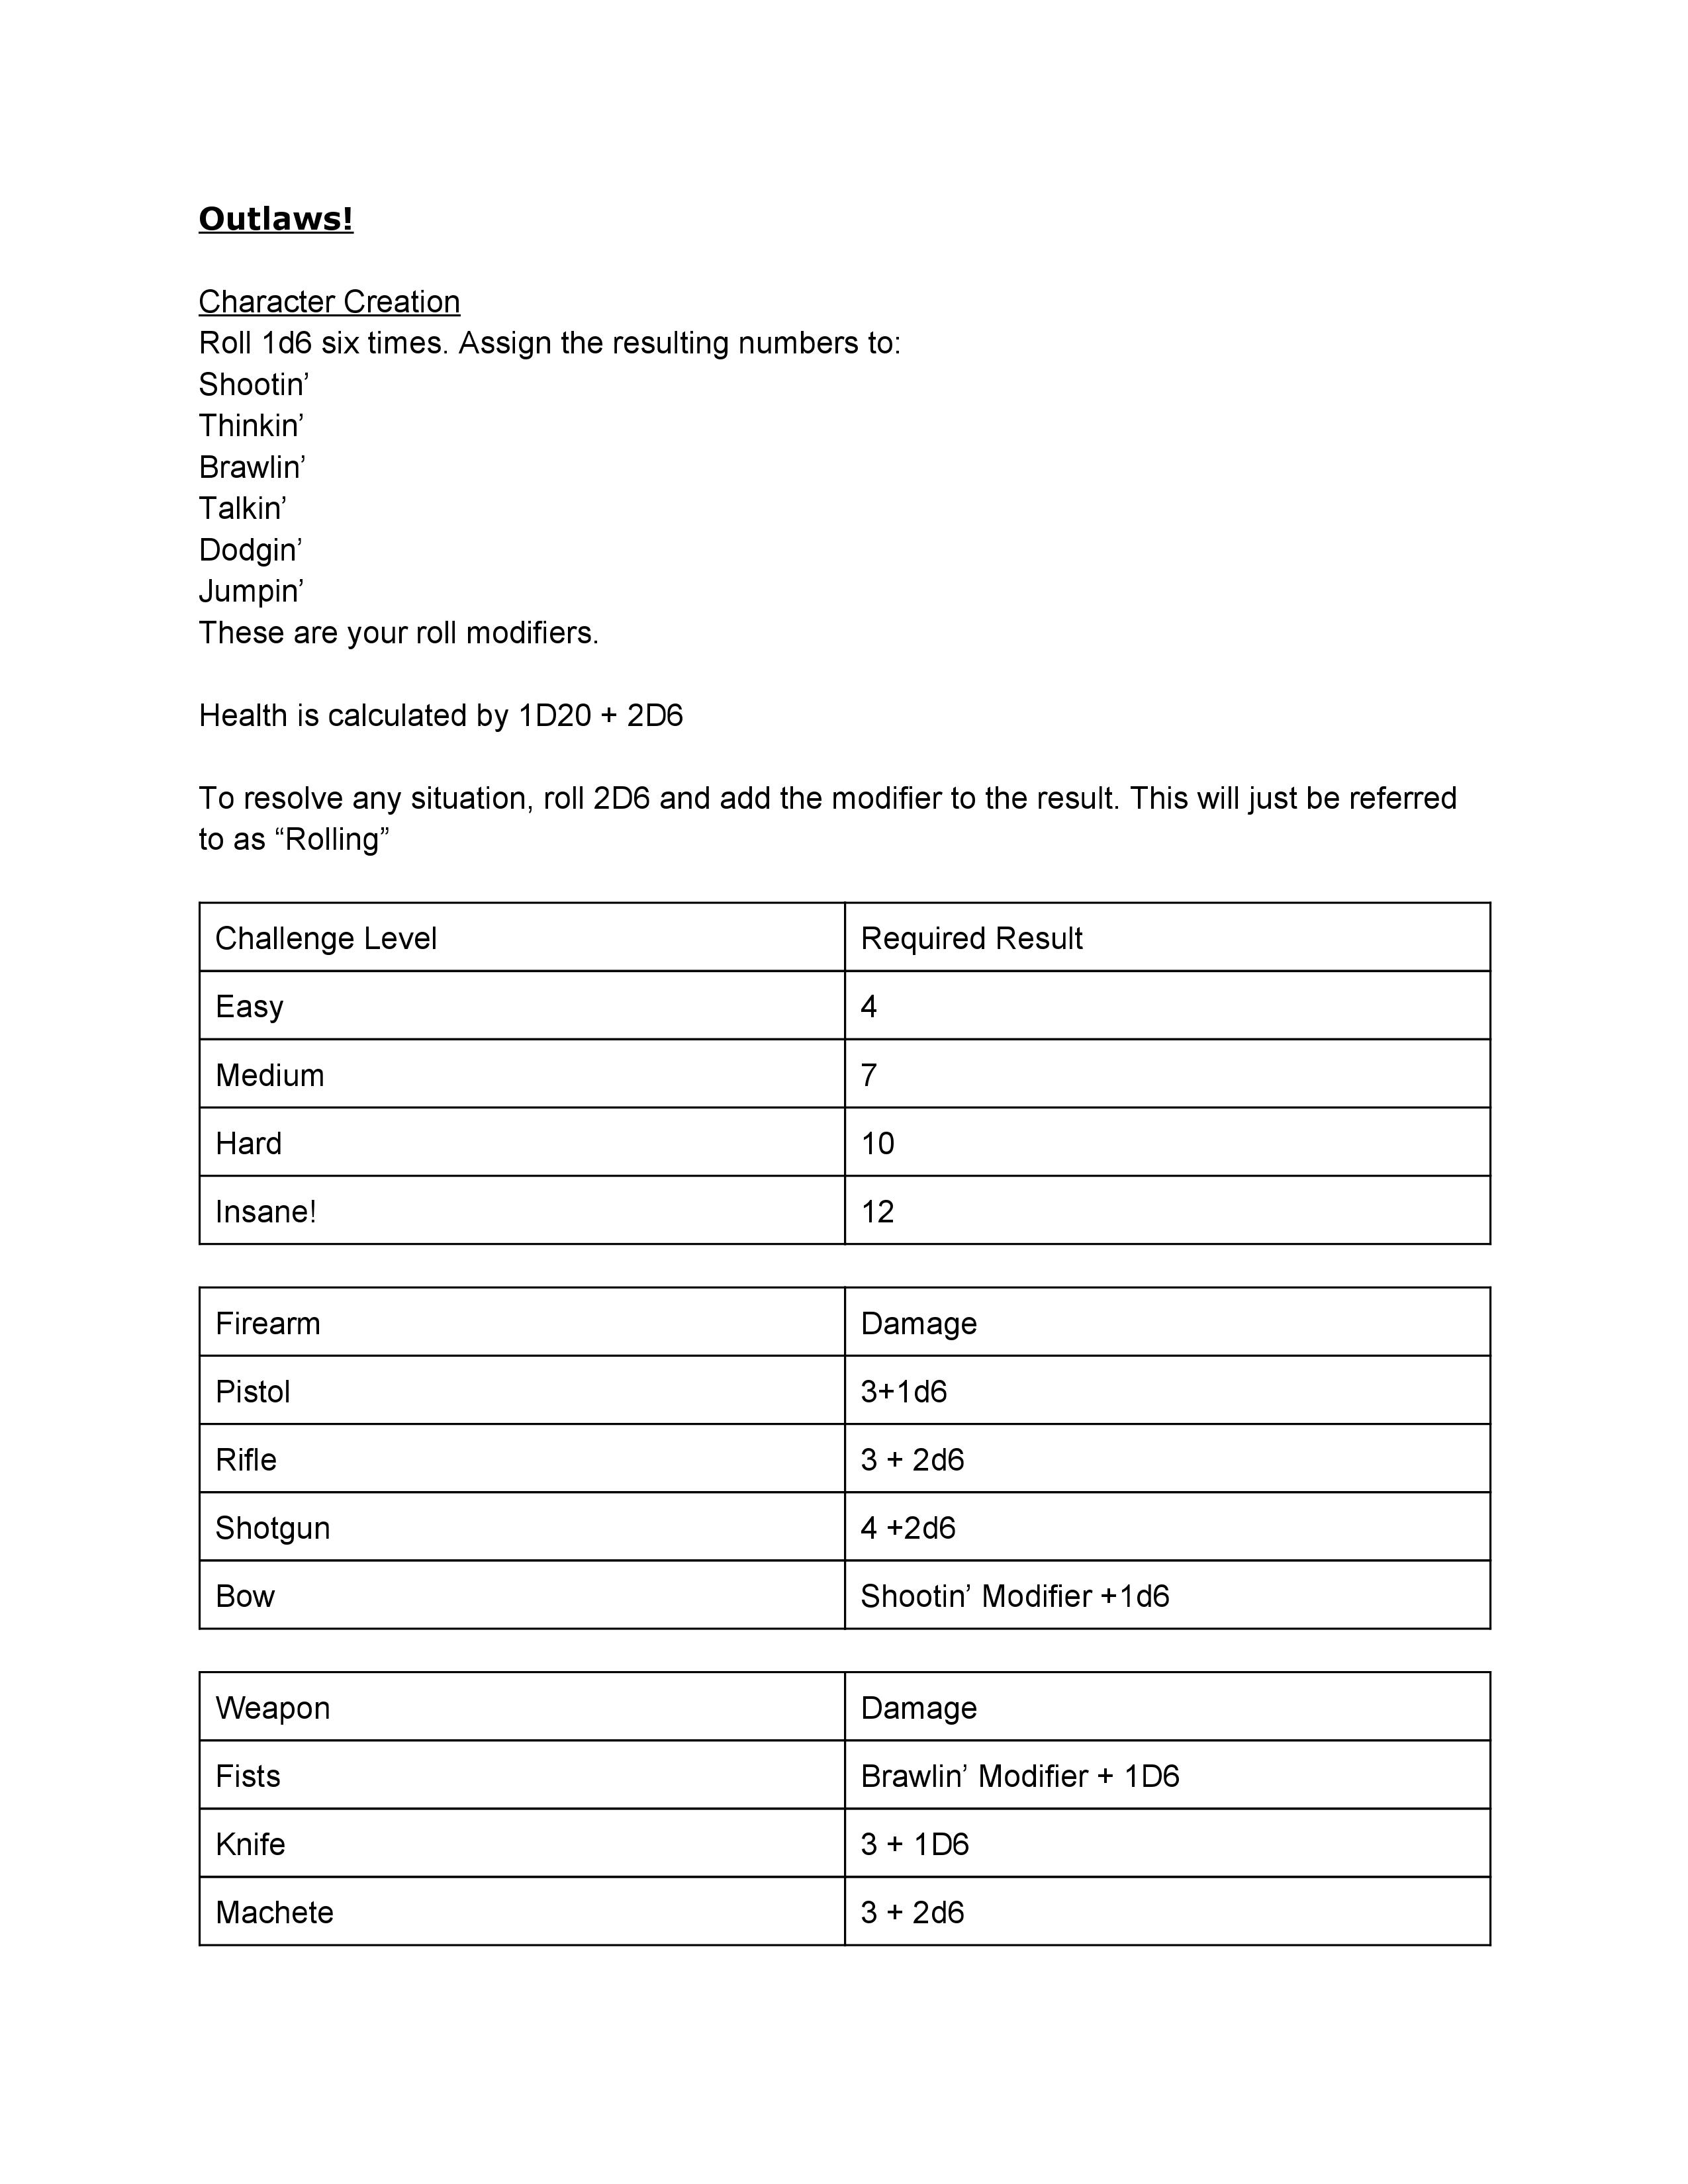 Outlaws!
Character Creation
Roll 1d6 six times. Assign the resulting numbers to:
Shootin’
Thinkin’
Brawlin’
Talkin’
Dodgin’
Jumpin’
These are your roll modifiers.
Health is calculated by 1D20 + 2D6
To resolve any situation, roll 2D6 and add the modifier to the result. This will just be referred
to as “Rolling”
Challenge Level Required Result
Easy 4
Medium 7
Hard 10
Insane! 12
Firearm Damage
Pistol 3+1d6
Rifle 3 + 2d6
Shotgun 4 +2d6
Bow Shootin’ Modifier +1d6
Weapon Damage
Fists Brawlin’ Modifier + 1D6
Knife 3 + 1D6
Machete 3 + 2d6